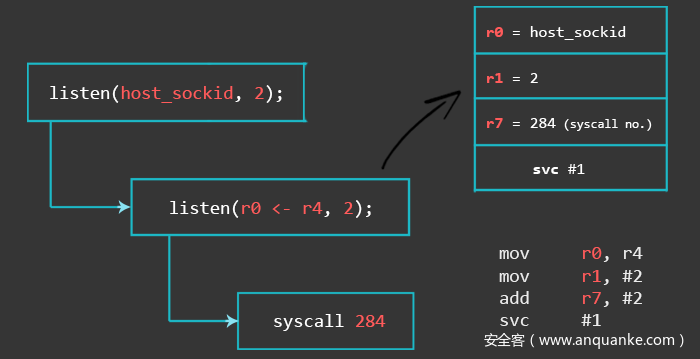 listen(host_sockid, 2);
listen(r0 <- r4, 2);
syscall 284
r0 = host_sockid
r1 = 2
r7 = 284 (syscall no.)
svc #1
mov r0, r4
mov r1, #2
add r7, #2
svc #1
安全客（www.anquanke.com）